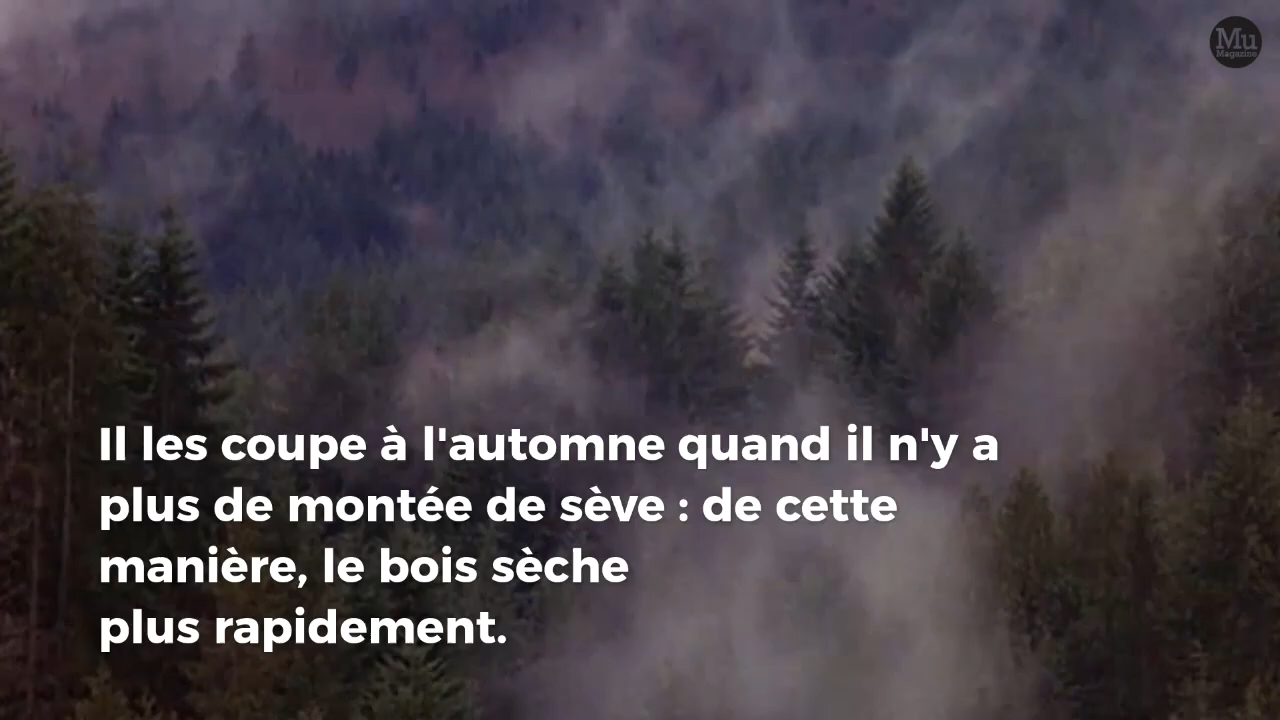 Mu
Magazine
Il les coupe à l'automne quand il n'y a
plus de montée de sève : de cette
manière, le bois sèche
plus rapidement.